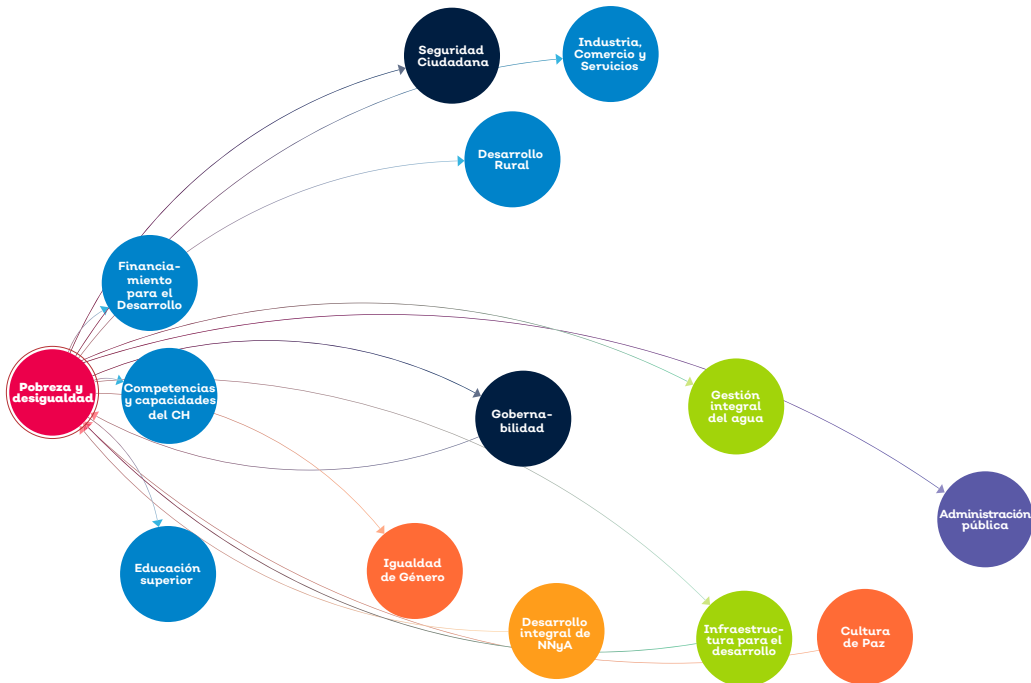 Seguridad
Ciudadana
Industria,
Comercio y
Servicios
Desarrollo
Rural
Financia-
miento
para el
Desarrollo
Pobreza y
desigualdad
Competencias
y capacidades
del CH
Goberna-
bilidad
Gestión
integral
del agua
Administración
pública
Educación
superior
Igualdad
de Género
Desarrollo
integral de
NNyA
Infraestruc-
tura para el
desarrollo
Cultura
de Paz